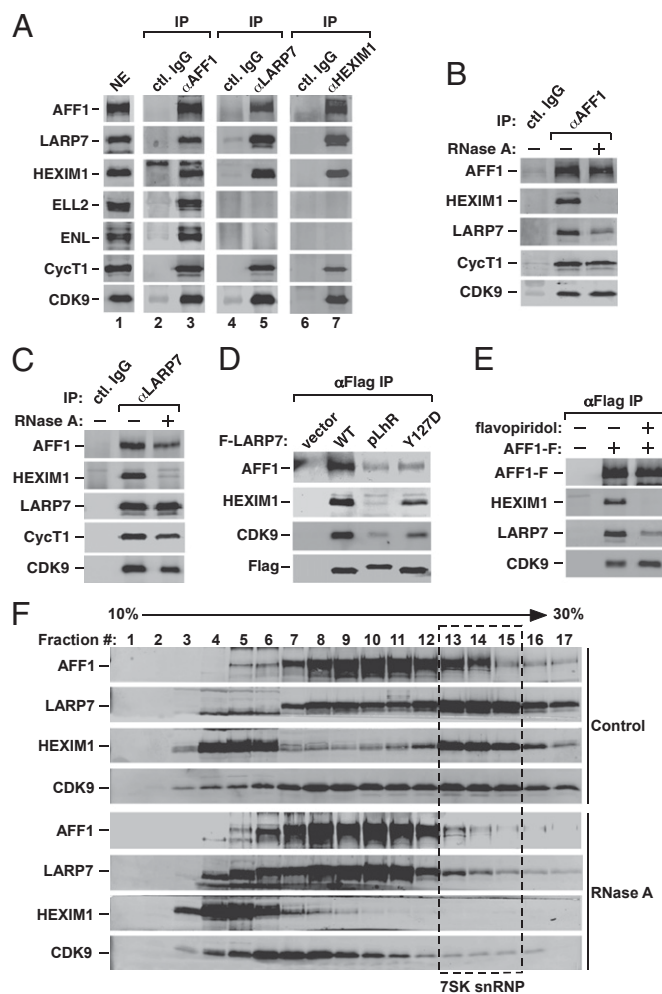 A
IP IP IP
NE ctl. IgG αAFF1 ctl. IgG αLARP7 ctl. IgG αHEXIM1
AFF1
LARP7
HEXIM1
ELL2
ENL
CycT1
CDK9
1 2 3 4 5 6 7
B
IP: ctl. IgG αAFF1
RNase A: − − +
AFF1
HEXIM1
LARP7
CycT1
CDK9
C
IP: ctl. IgG αLARP7
RNase A: − − +
AFF1
HEXIM1
LARP7
CycT1
CDK9
D
αFlag IP
F-LARP7: vector WT pLhR Y127D
AFF1
HEXIM1
CDK9
Flag
E
αFlag IP
flavopiridol: − − +
AFF1-F: − + +
AFF1-F
HEXIM1
LARP7
CDK9
F
10% 30%
Fraction #: 1 2 3 4 5 6 7 8 9 10 11 12 13 14 15 16 17
AFF1
LARP7
HEXIM1
CDK9
Control
AFF1
LARP7
HEXIM1
CDK9
RNase A
7SK snRNP